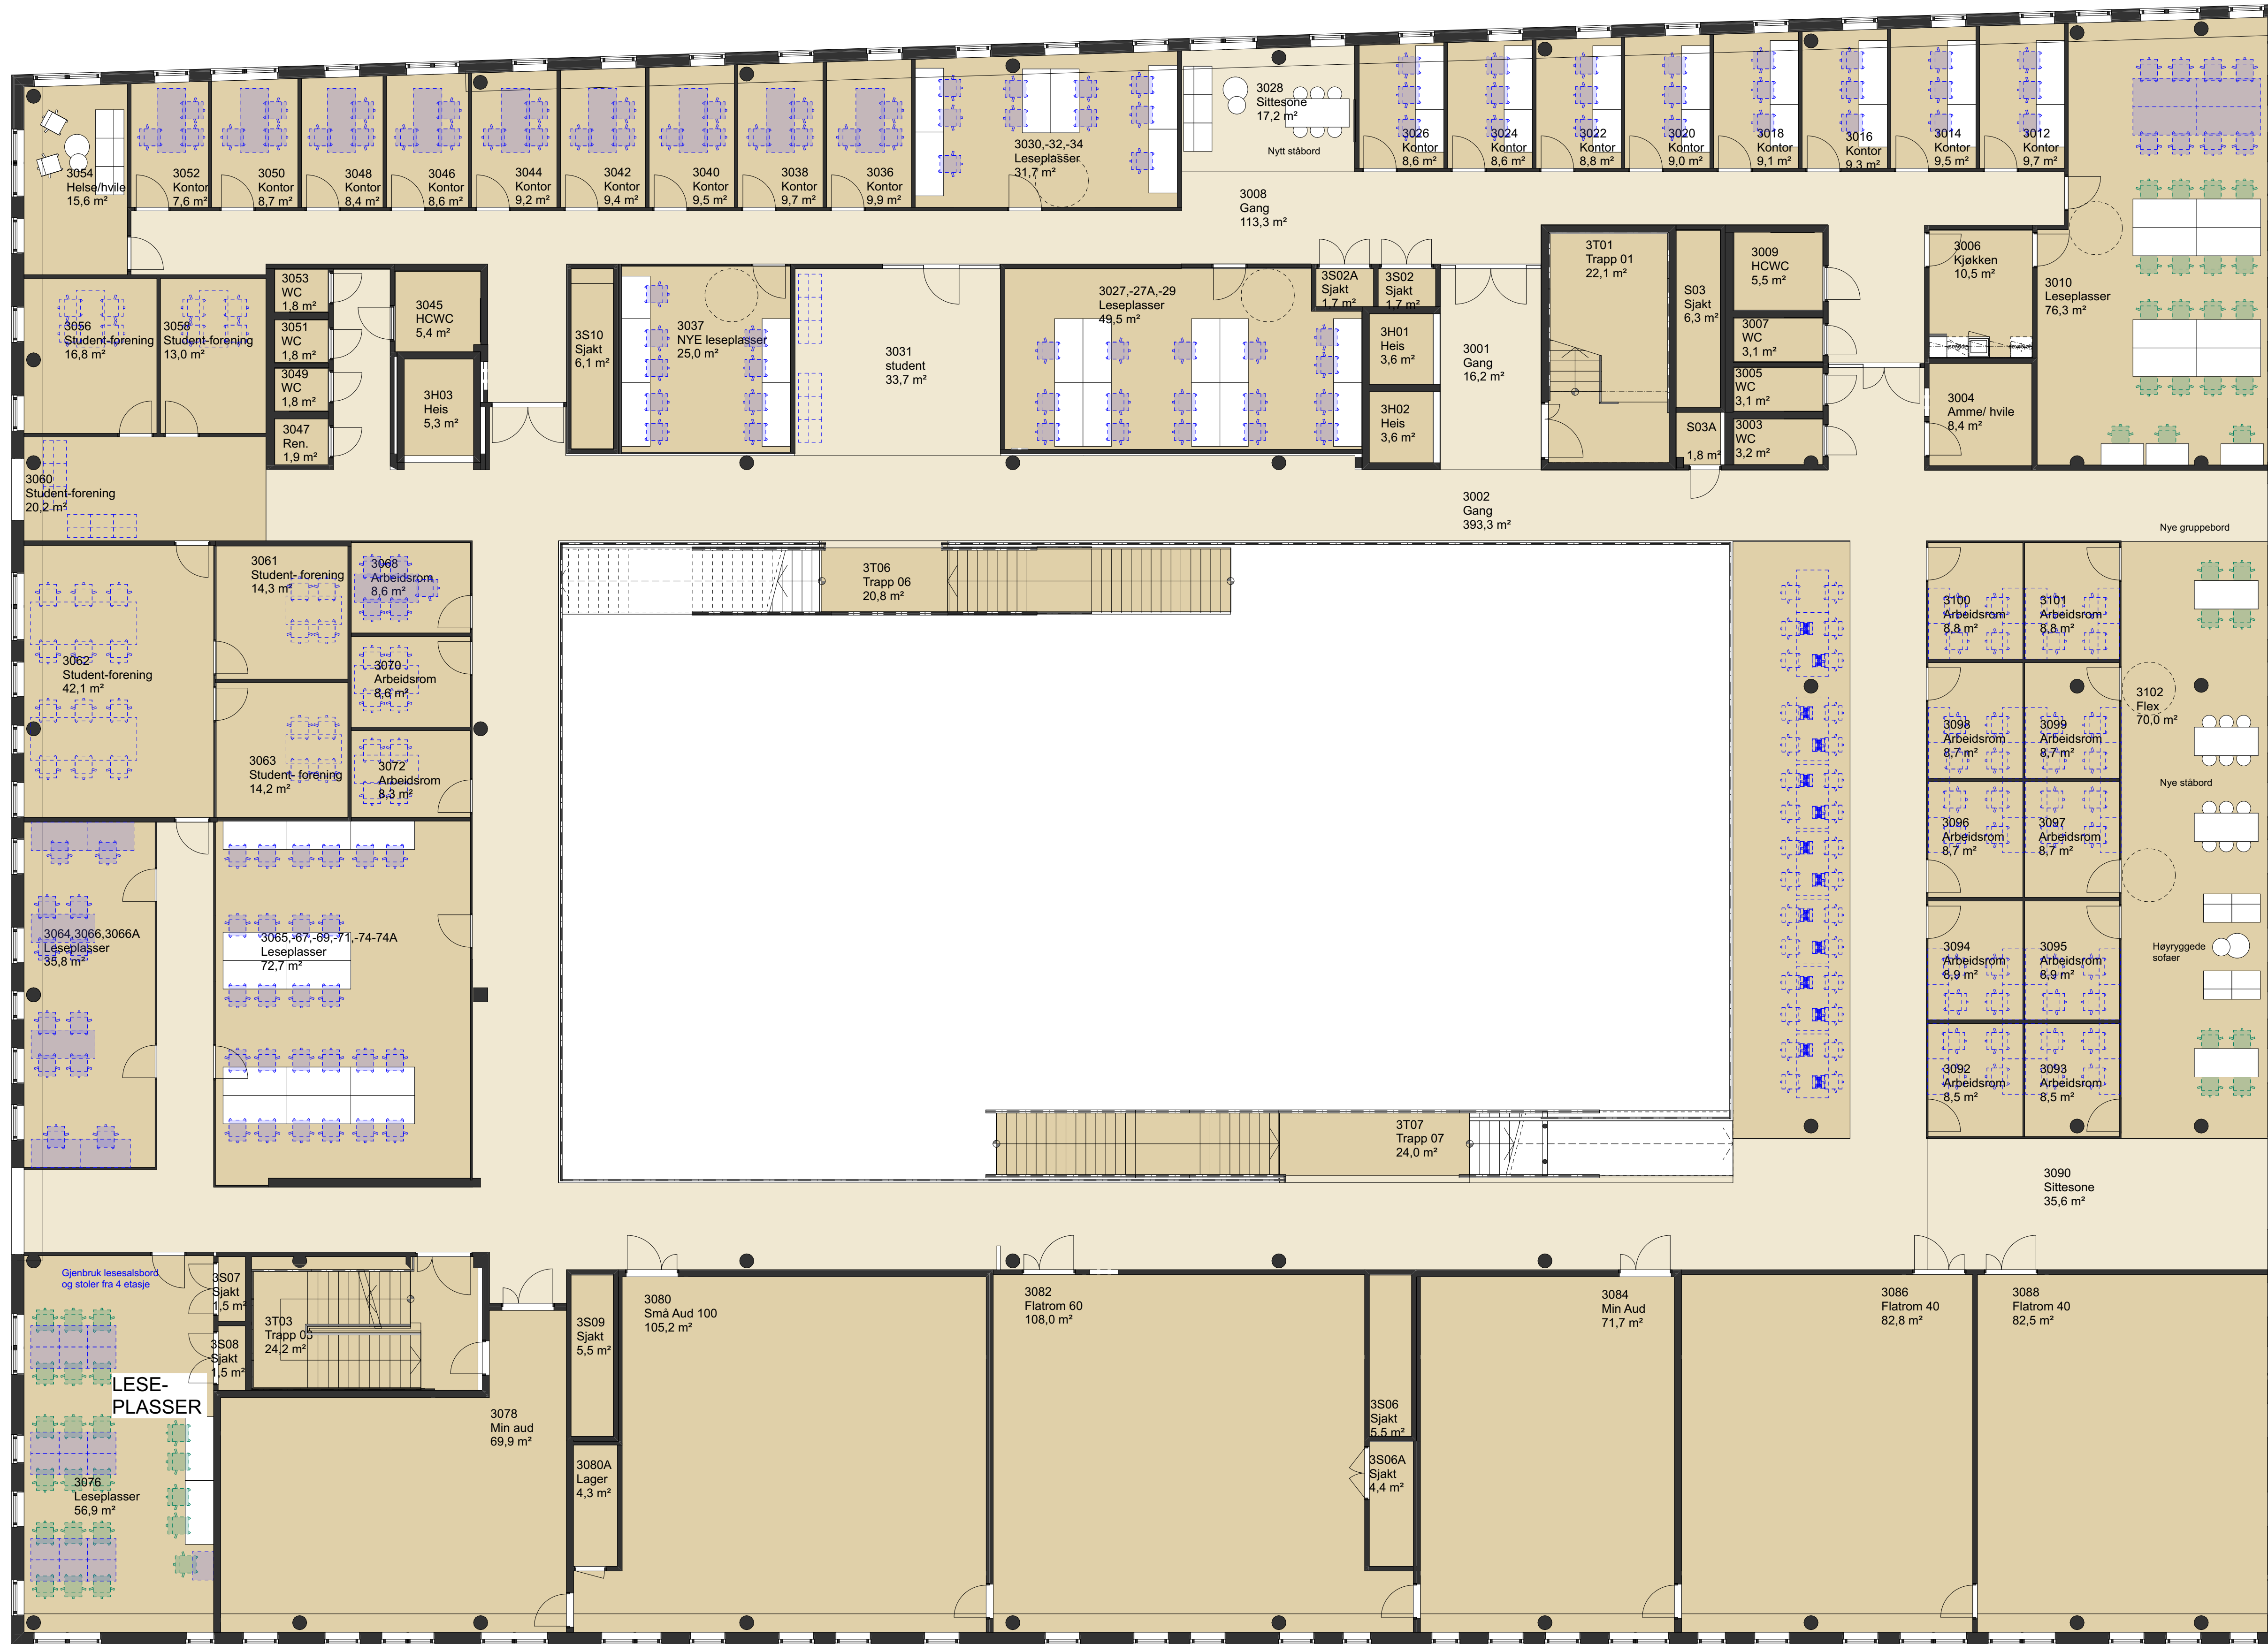 3054
Helse/hvile
15,6 m²
3052
Kontor
7,6 m²
3050
Kontor
8,7 m²
3048
Kontor
8,4 m²
3046
Kontor
8,6 m²
3044
Kontor
9,2 m²
3042
Kontor
9,4 m²
3040
Kontor
9,5 m²
3038
Kontor
9,7 m²
3036
Kontor
9,9 m²
3030,-32,-34
Leseplasser
31,7 m²
3028
Sittesone
17,2 m²
Nytt ståbord
3026
Kontor
8,6 m²
3024
Kontor
8,6 m²
3022
Kontor
8,8 m²
3020
Kontor
9,0 m²
3018
Kontor
9,1 m²
3016
Kontor
9,3 m²
3014
Kontor
9,5 m²
3012
Kontor
9,7 m²
3008
Gang
113,3 m²
3056
Student-forening
16,8 m²
3058
Student-forening
13,0 m²
3053
WC
1,8 m²
3051
WC
1,8 m²
3049
WC
1,8 m²
3047
Ren.
1,9 m²
3045
HCWC
5,4 m²
3H03
Heis
5,3 m²
3S10
Sjakt
6,1 m²
3037
NYE leseplasser
25,0 m²
3031
student
33,7 m²
3027,-27A,-29
Leseplasser
49,5 m²
3S02A
Sjakt
1,7 m²
3S02
Sjakt
1,7 m²
3H01
Heis
3,6 m²
3H02
Heis
3,6 m²
3001
Gang
16,2 m²
3T01
Trapp 01
22,1 m²
S03
Sjakt
6,3 m²
S03A
1,8 m²
3009
HCWC
5,5 m²
3007
WC
3,1 m²
3005
WC
3,1 m²
3003
WC
3,2 m²
3006
Kjøkken
10,5 m²
3004
Amme/ hvile
8,4 m²
3010
Leseplasser
76,3 m²
3060
Student-forening
20,2 m²
3002
Gang
393,3 m²
Nye gruppebord
3061
Student- forening
14,3 m²
3068
Arbeidsrom
8,6 m²
3062
Student-forening
42,1 m²
3070
Arbeidsrom
8,6 m²
3063
Student- forening
14,2 m²
3072
Arbeidsrom
8,3 m²
3T06
Trapp 06
20,8 m²
3100
Arbeidsrom
8,8 m²
3101
Arbeidsrom
8,8 m²
3098
Arbeidsrom
8,7 m²
3099
Arbeidsrom
8,7 m²
3102
Flex
70,0 m²
Nye ståbord
3096
Arbeidsrom
8,7 m²
3097
Arbeidsrom
8,7 m²
3094
Arbeidsrom
8,9 m²
3095
Arbeidsrom
8,9 m²
Høyryggede
sofaer
3092
Arbeidsrom
8,5 m²
3093
Arbeidsrom
8,5 m²
3064,3066,3066A
Leseplasser
35,8 m²
3065,-67,-69,-71,-74-74A
Leseplasser
72,7 m²
3T07
Trapp 07
24,0 m²
3090
Sittesone
35,6 m²
Gjenbruk lesesalsbord
og stoler fra 4 etasje
3S07
Sjakt
1,5 m²
3S08
Sjakt
1,5 m²
3T03
Trapp 03
24,2 m²
LESE-
PLASSER
3076
Leseplasser
56,9 m²
3078
Min aud
69,9 m²
3S09
Sjakt
5,5 m²
3080A
Lager
4,3 m²
3080
Små Aud 100
105,2 m²
3082
Flatrom 60
108,0 m²
3S06
Sjakt
5,5 m²
3S06A
Sjakt
4,4 m²
3084
Min Aud
71,7 m²
3086
Flatrom 40
82,8 m²
3088
Flatrom 40
82,5 m²